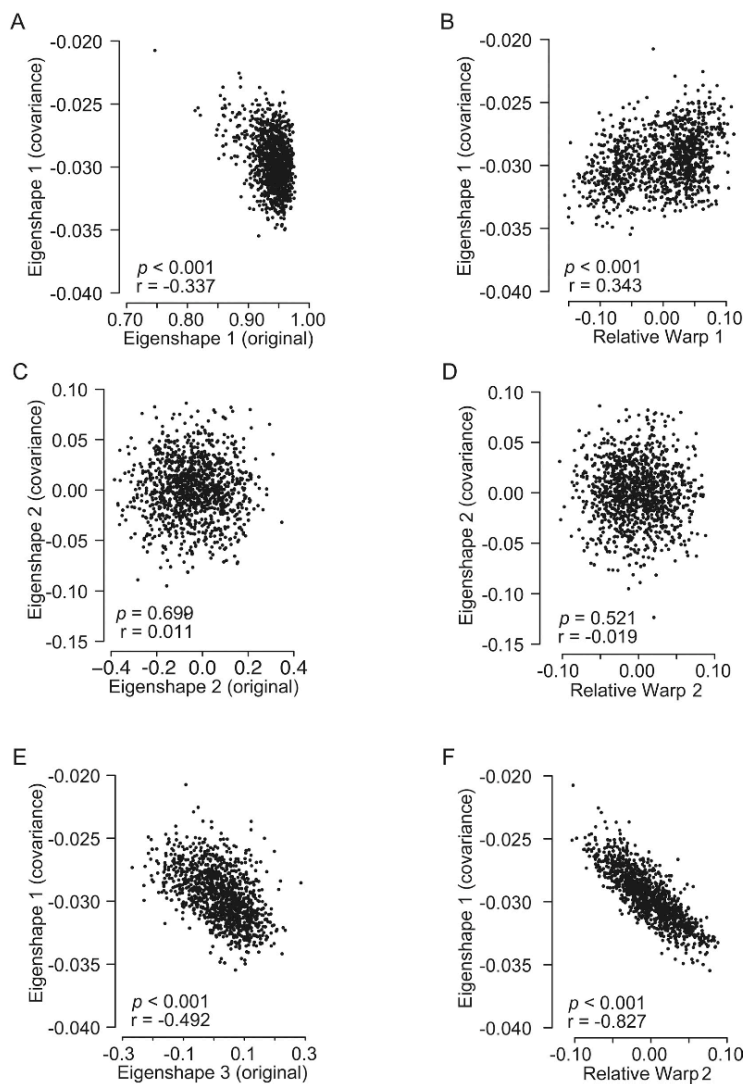 A
-0.020
-0.025
-0.030
-0.035
-0.040
Eigenshape 1 (covariance)
p < 0.001
r = -0.337
0.70 0.80 0.90 1.00
Eigenshape 1 (original)
B
-0.020
-0.025
-0.030
-0.035
-0.040
Eigenshape 1 (covariance)
p < 0.001
r = 0.343
-0.10 0.00 0.10
Relative Warp 1
C
0.10
0.05
0.00
-0.05
-0.10
-0.15
Eigenshape 2 (covariance)
p = 0.699
r = 0.011
-0.4 -0.2 0.0 0.2 0.4
Eigenshape 2 (original)
D
0.10
0.05
0.00
-0.05
-0.10
-0.15
Eigenshape 2 (covariance)
p = 0.521
r = -0.019
-0.10 0.00 0.10
Relative Warp 2
E
-0.020
-0.025
-0.030
-0.035
-0.040
Eigenshape 1 (covariance)
p < 0.001
r = -0.492
-0.3 -0.1 0.1 0.3
Eigenshape 3 (original)
F
-0.020
-0.025
-0.030
-0.035
-0.040
Eigenshape 1 (covariance)
p < 0.001
r = -0.827
-0.10 0.00 0.10
Relative Warp 2